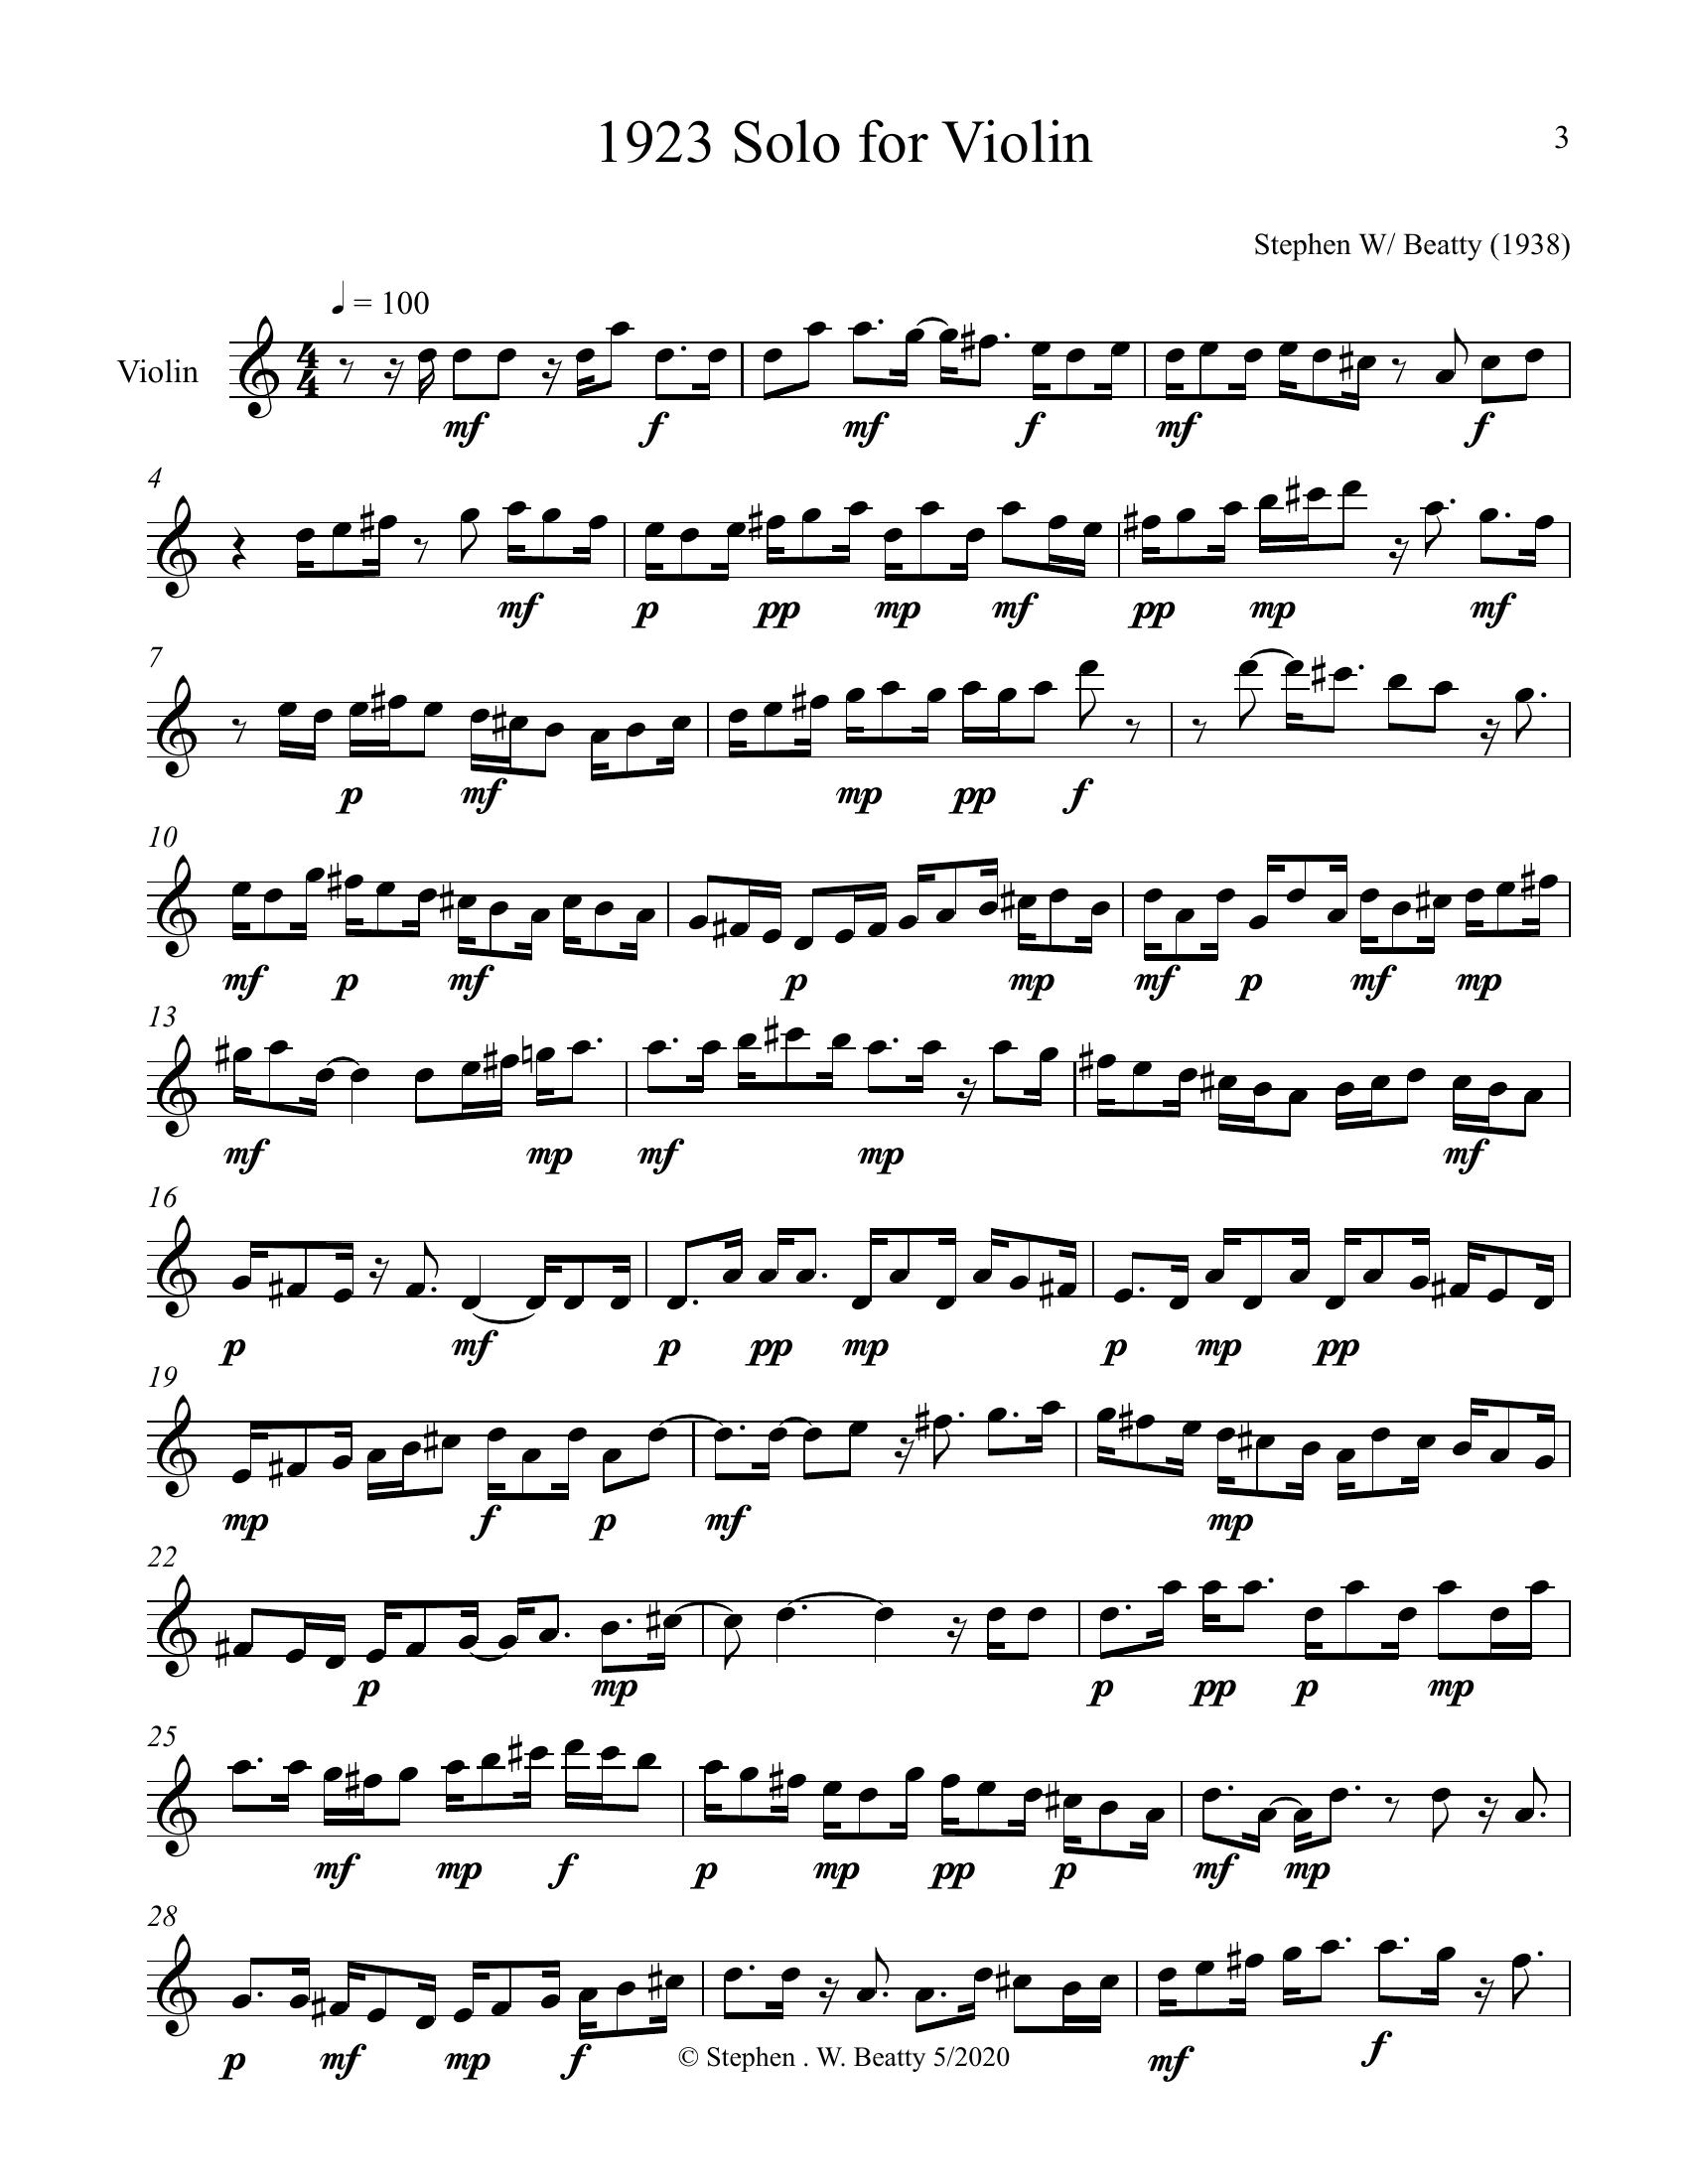 1923 Solo for Violin
3
Stephen W/ Beatty (1938)
♩ = 100
Violin
mf f mf f mf f
4
mf p pp mp mf pp mp mf
7
p mf mp pp f
10
mf p mf p mp mf p mf mp
13
mf mp mf mp mf
16
p mf p pp mp p mp pp
19
mp f p mf mp
22
p mp p pp p mp
25
mf mp f p mp pp p mf mp
28
p mf mp f mf f
© Stephen . W. Beatty 5/2020